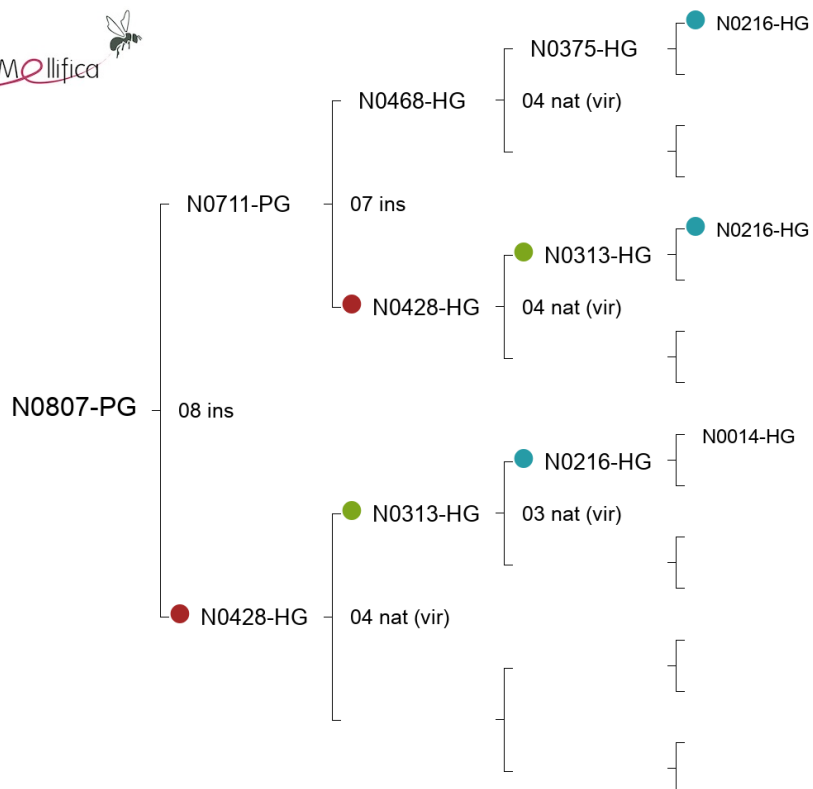 N0216-HG
Mellifica
N0375-HG
N0468-HG
04 nat (vir)
N0711-PG
07 ins
N0216-HG
N0313-HG
N0428-HG
04 nat (vir)
N0807-PG
08 ins
N0014-HG
N0216-HG
N0313-HG
03 nat (vir)
N0428-HG
04 nat (vir)